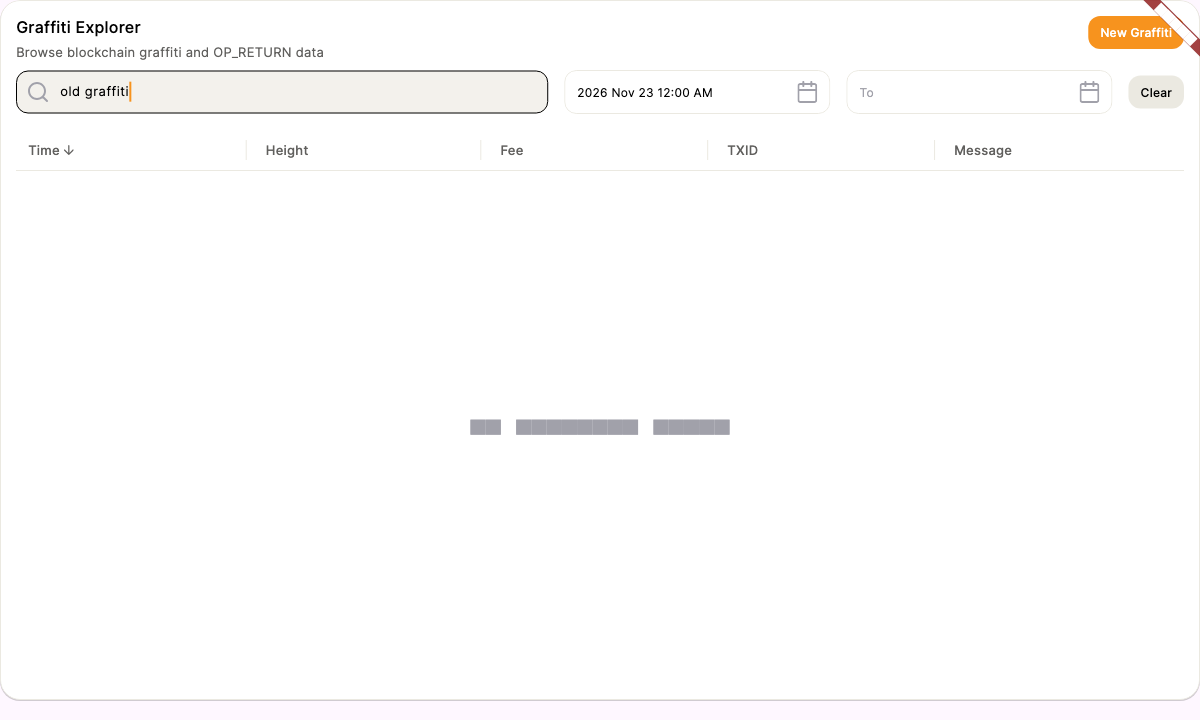 Graffiti Explorer
Browse blockchain graffiti and OP_RETURN data
New Graffiti
old graffiti
2026 Nov 23 12:00 AM
To
Clear
Time
Height
Fee
TXID
Message